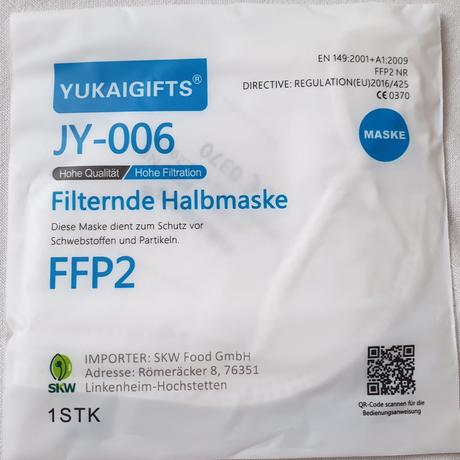 EN 149:2001+A1:2009
FFP2 NR
DIRECTIVE: REGULATION(EU)2016/425
CE 0370
YUKAIGIFTS®
MASKE
JY-006
0370
Hohe Qualität / Hohe Filtration
Filternde Halbmaske
Diese Maske dient zum Schutz vor
Schwebstoffen und Partikeln.
FFP2
SKW
IMPORTER: SKW Food GmbH
Adresse: Römeräcker 8, 76351
Linkenheim-Hochstetten
1STK
QR-Code scannen für die
Bedienungsanweisung